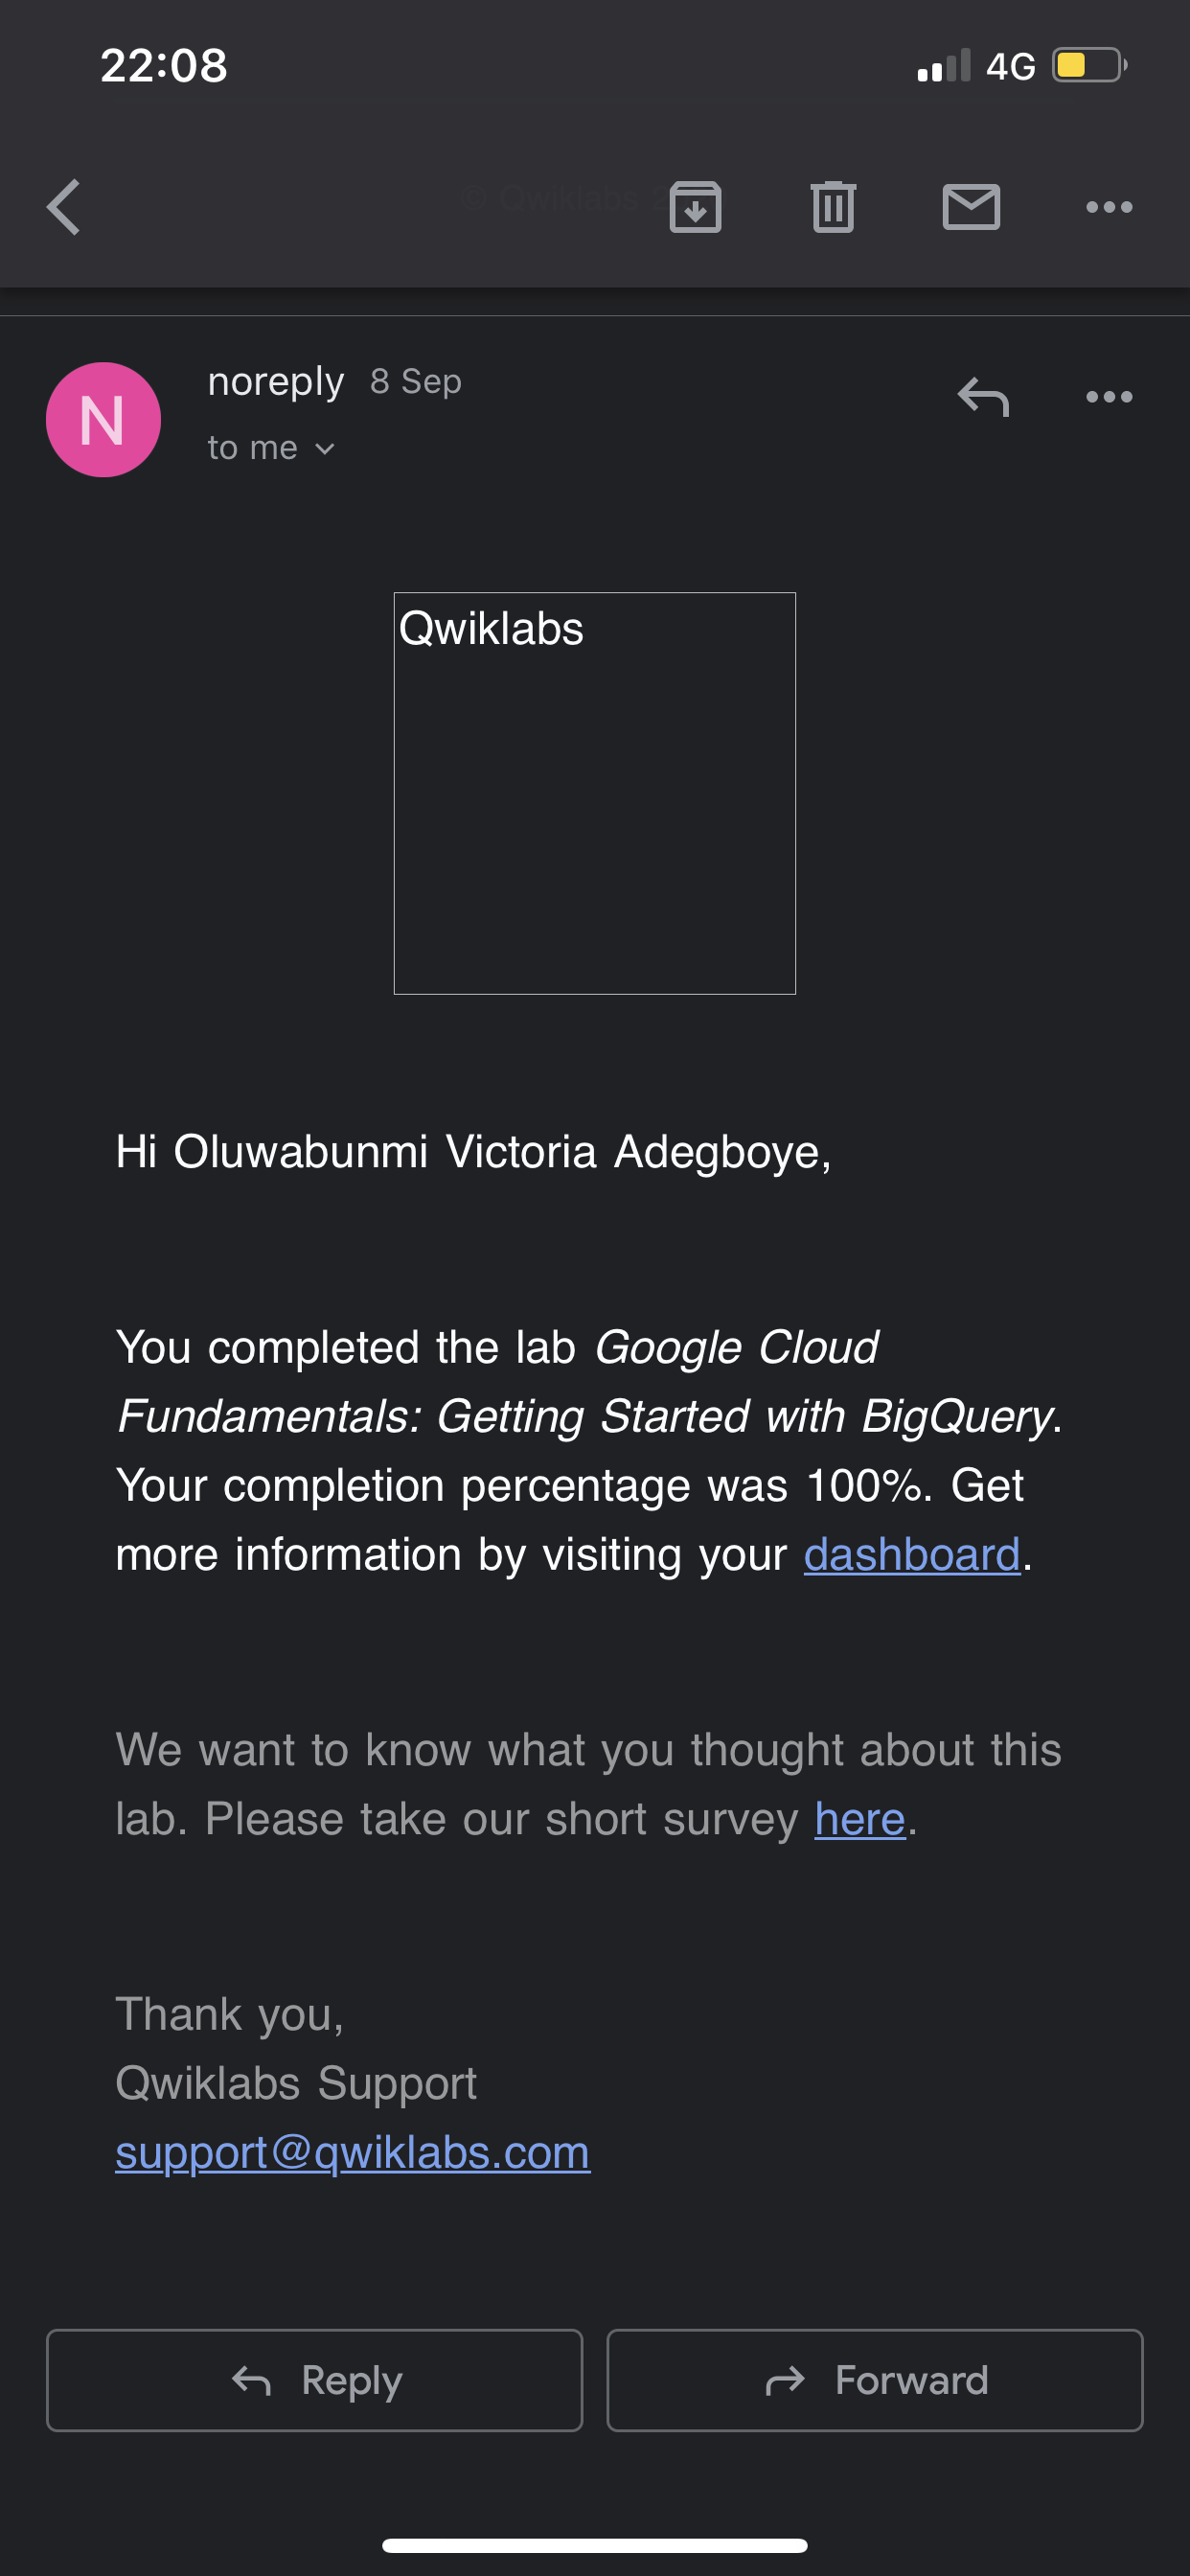 22:08
4G
© Qwiklabs
N
noreply 8 Sep
to me
Qwiklabs
Hi Oluwabunmi Victoria Adegboye,
You completed the lab Google Cloud
Fundamentals: Getting Started with BigQuery.
Your completion percentage was 100%. Get
more information by visiting your dashboard.
We want to know what you thought about this
lab. Please take our short survey here.
Thank you,
Qwiklabs Support
support@qwiklabs.com
Reply
Forward